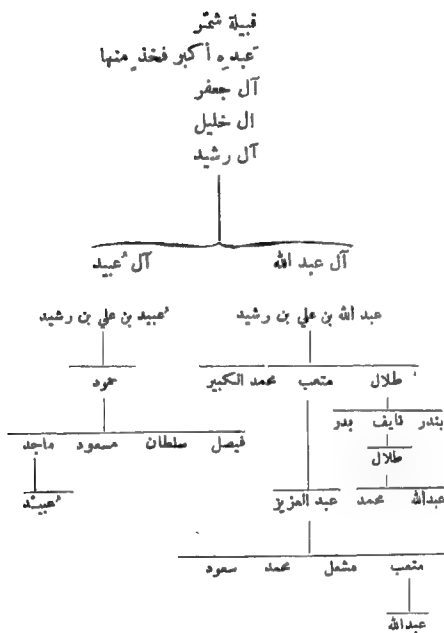 قبيلة شمّر
عبده أكبر فخذ منها
آل جعفر
ال خليل
آل رشيد
آل عبد الله آل عبيد
عبد الله بن علي بن رشيد عبيد بن علي بن رشيد
طلال متعب محمد الكبير حمود
بندر نايف بدر
فيصل سلطان مسعود ماجد
طلال
عبدالله محمد عبد العزيز عبيد
متعب مشعل محمد سعود
عبدالله